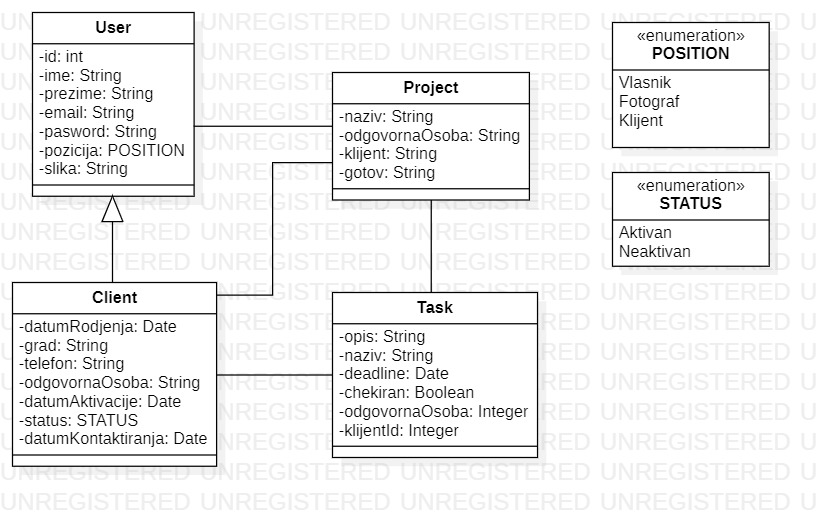 User
-id: int
-ime: String
-prezime: String
-email: String
-pasword: String
-pozicija: POSITION
-slika: String
Project
-naziv: String
-odgovornaOsoba: String
-klijent: String
-gotov: String
«enumeration»
POSITION
Vlasnik
Fotograf
Klijent
«enumeration»
STATUS
Aktivan
Neaktivan
Client
-datumRodjenja: Date
-grad: String
-telefon: String
-odgovornaOsoba: String
-datumAktivacije: Date
-status: STATUS
-datumKontaktiranja: Date
Task
-opis: String
-naziv: String
-deadline: Date
-chekiran: Boolean
-odgovornaOsoba: Integer
-klijentId: Integer
UNREGISTERED